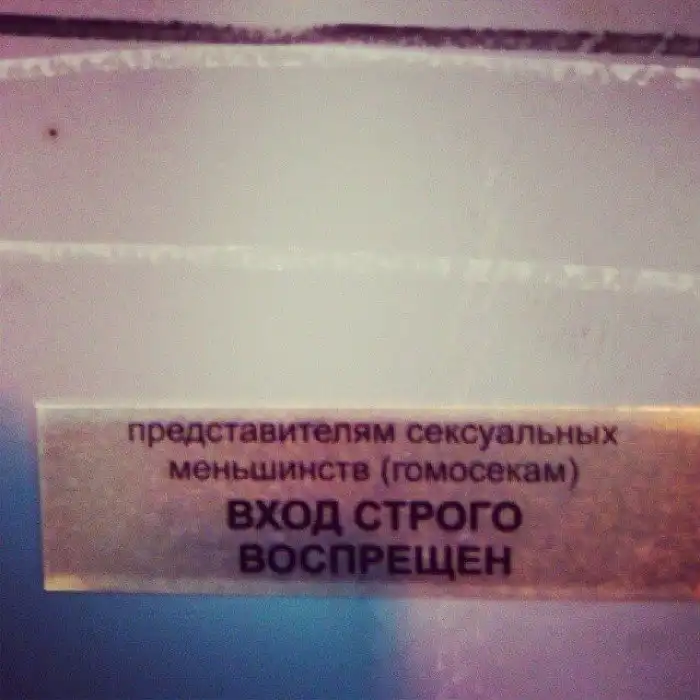 представителям сексуальных
меньшинств (гомосекам)
ВХОД СТРОГО
ВОСПРЕЩЕН